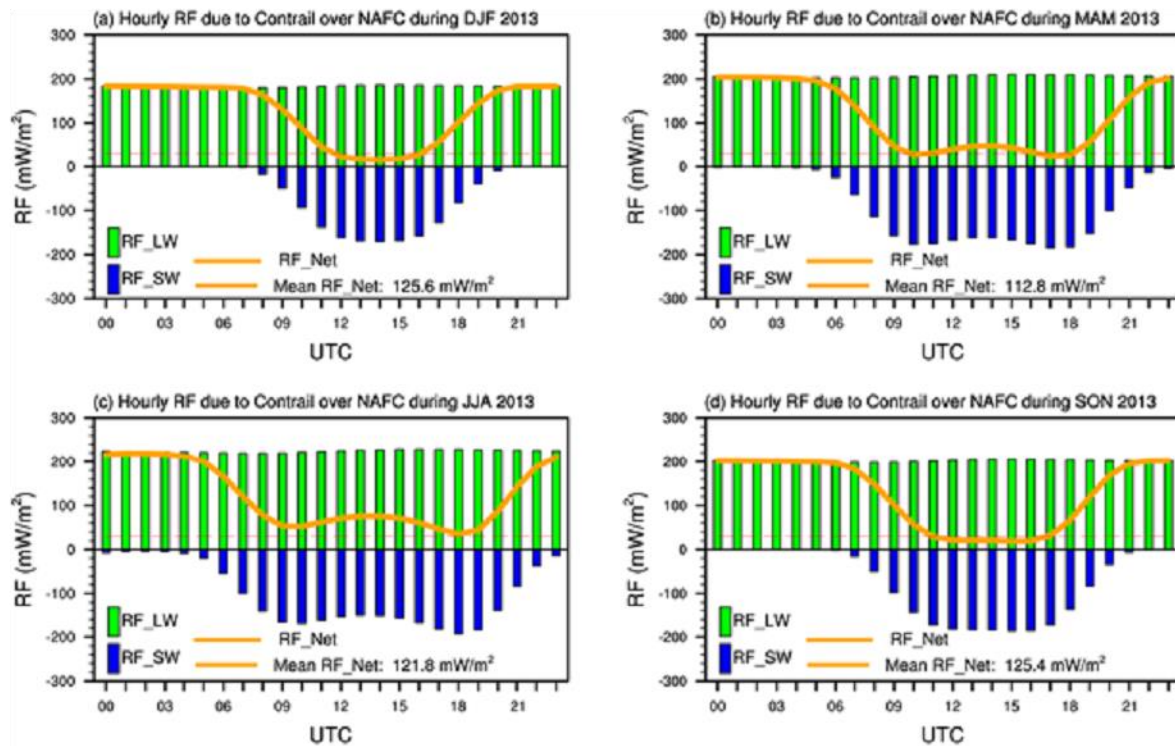 (a) Hourly RF due to Contrail over NAFC during DJF 2013
300
200
100
0
-100
-200
-300
RF (mW/m²)
RF_LW
RF_SW
RF_Net
Mean RF_Net: 125.6 mW/m²
00 03 06 09 12 15 18 21
UTC
(b) Hourly RF due to Contrail over NAFC during MAM 2013
300
200
100
0
-100
-200
-300
RF (mW/m²)
RF_LW
RF_SW
RF_Net
Mean RF_Net: 112.8 mW/m²
00 03 06 09 12 15 18 21
UTC
(c) Hourly RF due to Contrail over NAFC during JJA 2013
300
200
100
0
-100
-200
-300
RF (mW/m²)
RF_LW
RF_SW
RF_Net
Mean RF_Net: 121.8 mW/m²
00 03 06 09 12 15 18 21
UTC
(d) Hourly RF due to Contrail over NAFC during SON 2013
300
200
100
0
-100
-200
-300
RF (mW/m²)
RF_LW
RF_SW
RF_Net
Mean RF_Net: 125.4 mW/m²
00 03 06 09 12 15 18 21
UTC